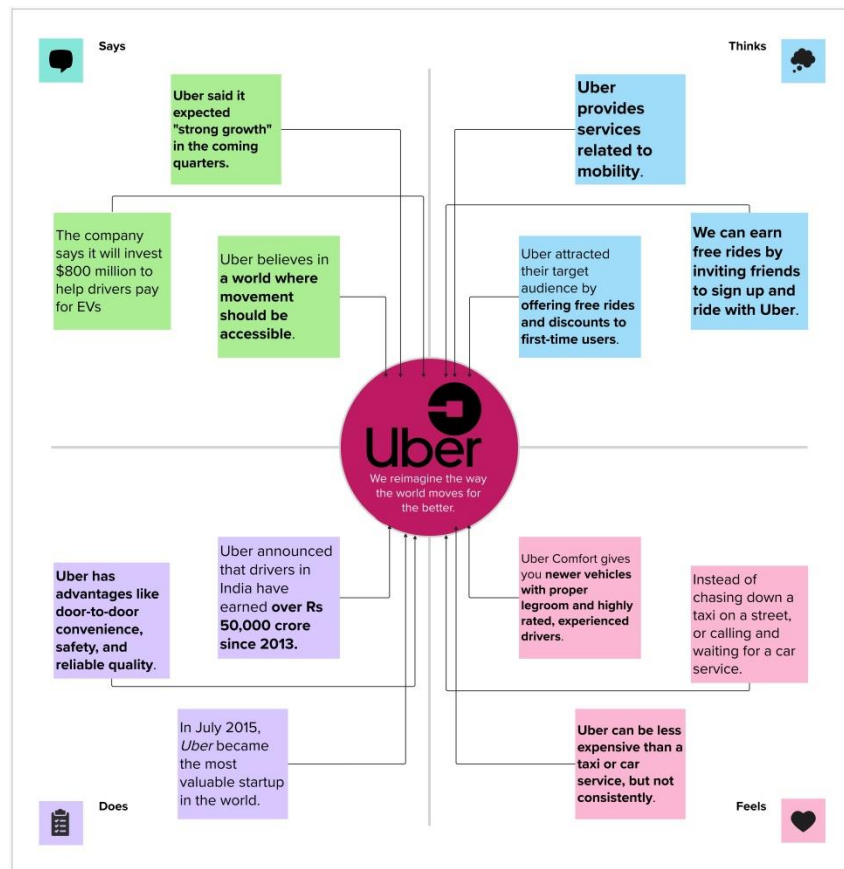 Says
Uber said it
expected
"strong growth"
in the coming
quarters.
The company
says it will invest
$800 million to
help drivers pay
for EVs
Uber believes in
a world where
movement
should be
accessible.
Thinks
Uber
provides
services
related to
mobility.
Uber attracted
their target
audience by
offering free rides
and discounts to
first-time users.
We can earn
free rides by
inviting friends
to sign up and
ride with Uber.
Uber
We reimagine the way
the world moves for
the better.
Uber has
advantages like
door-to-door
convenience,
safety, and
reliable quality.
Uber announced
that drivers in
India have
earned over Rs
50,000 crore
since 2013.
In July 2015,
Uber became
the most
valuable startup
in the world.
Does
Uber Comfort gives
you newer vehicles
with proper
legroom and highly
rated, experienced
drivers.
Instead of
chasing down a
taxi on a street,
or calling and
waiting for a car
service.
Uber can be less
expensive than a
taxi or car
service, but not
consistently.
Feels